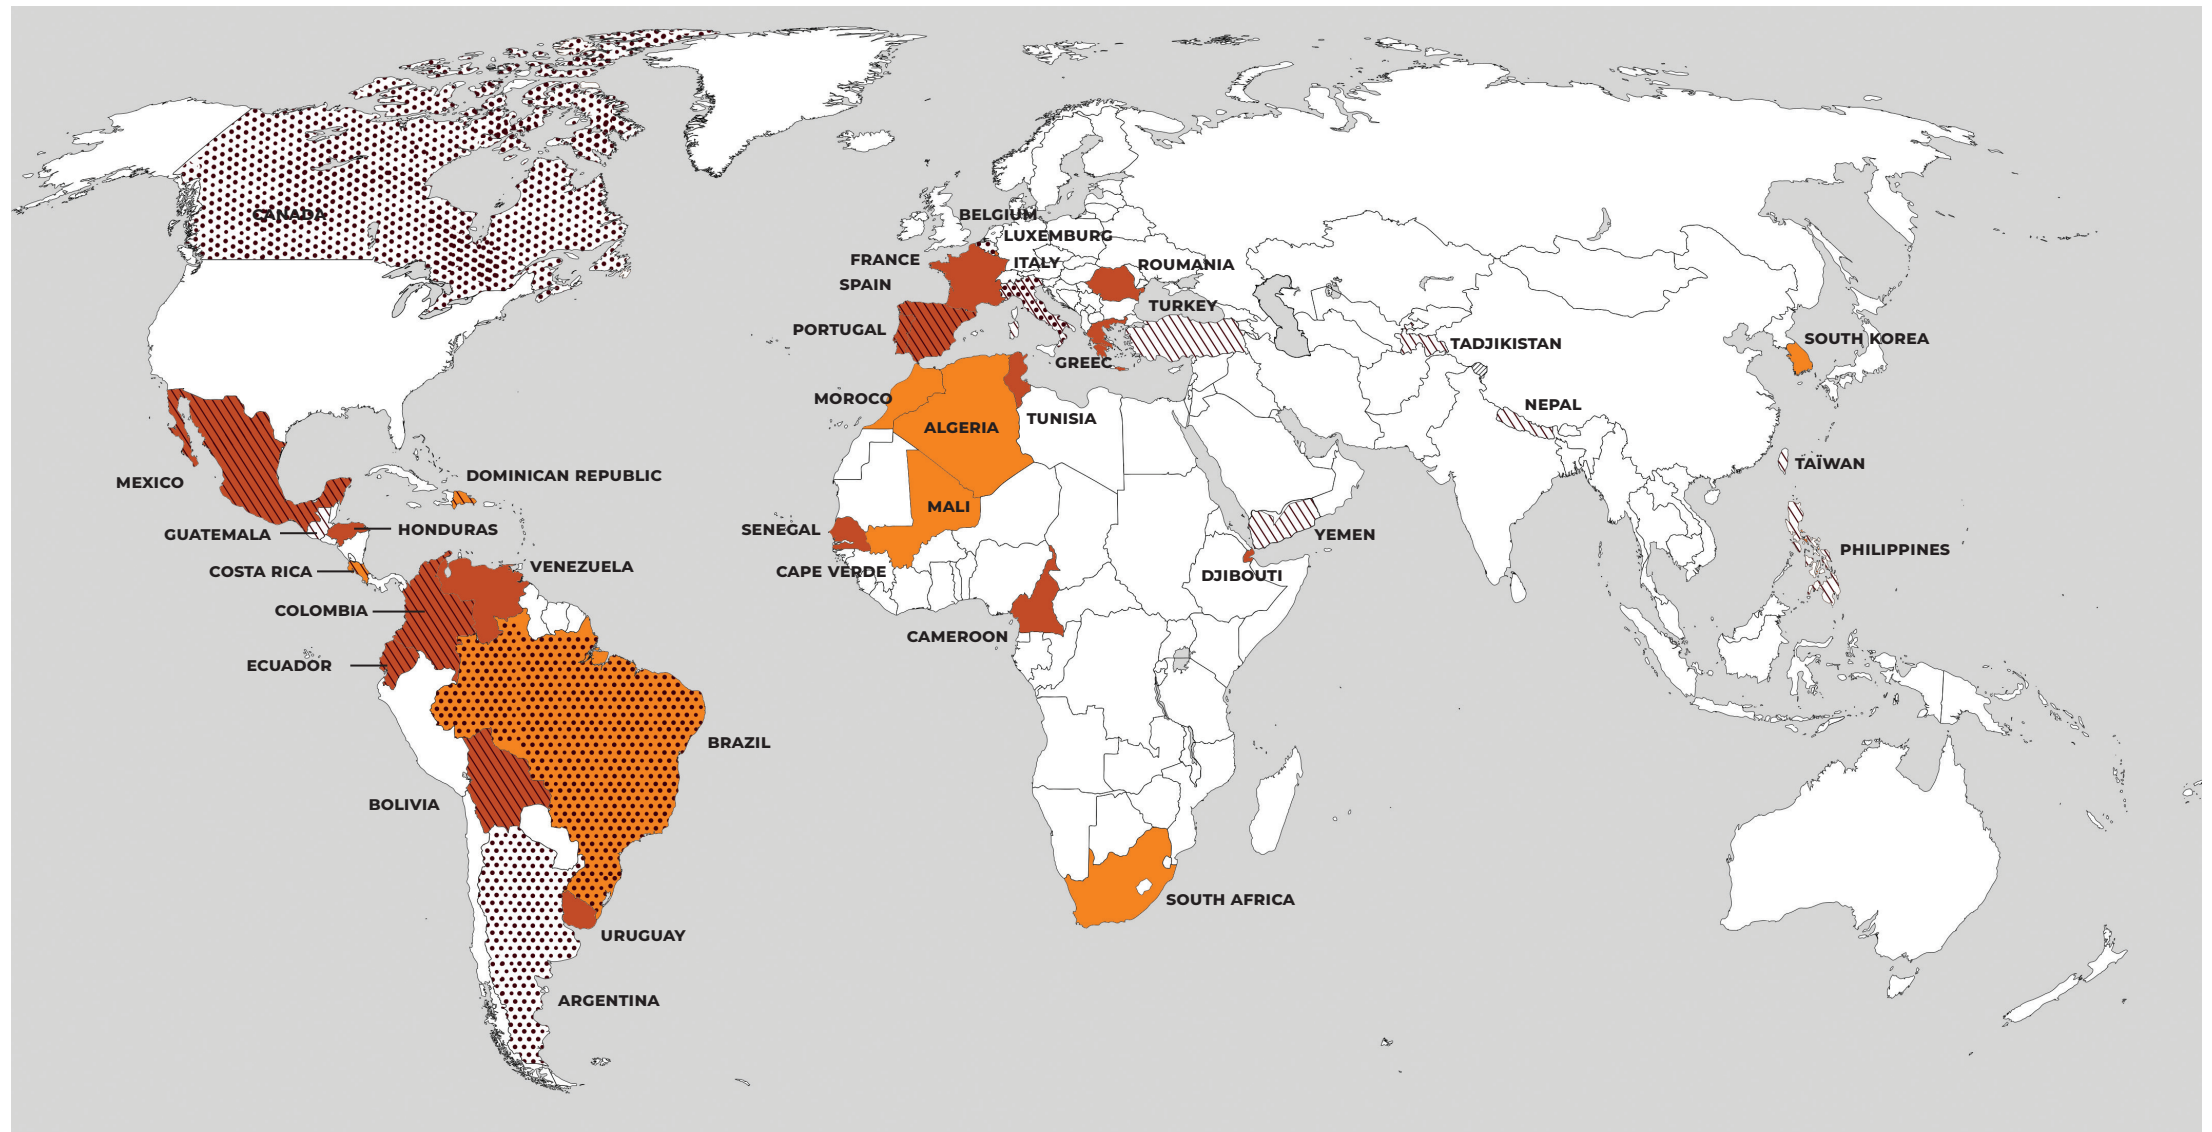 CANADA
BELGIUM
LUXEMBURG
FRANCE
ITALY
ROUMANIA
SPAIN
TURKEY
PORTUGAL
SOUTH KOREA
TADJIKISTAN
GREEC
MOROCO
NEPAL
TUNISIA
ALGERIA
TAÏWAN
DOMINICAN REPUBLIC
MEXICO
MALI
HONDURAS
SENEGAL
GUATEMALA
YEMEN
PHILIPPINES
VENEZUELA
COSTA RICA
CAPE VERDE
DJIBOUTI
COLOMBIA
CAMEROON
ECUADOR
BRAZIL
BOLIVIA
SOUTH AFRICA
URUGUAY
ARGENTINA